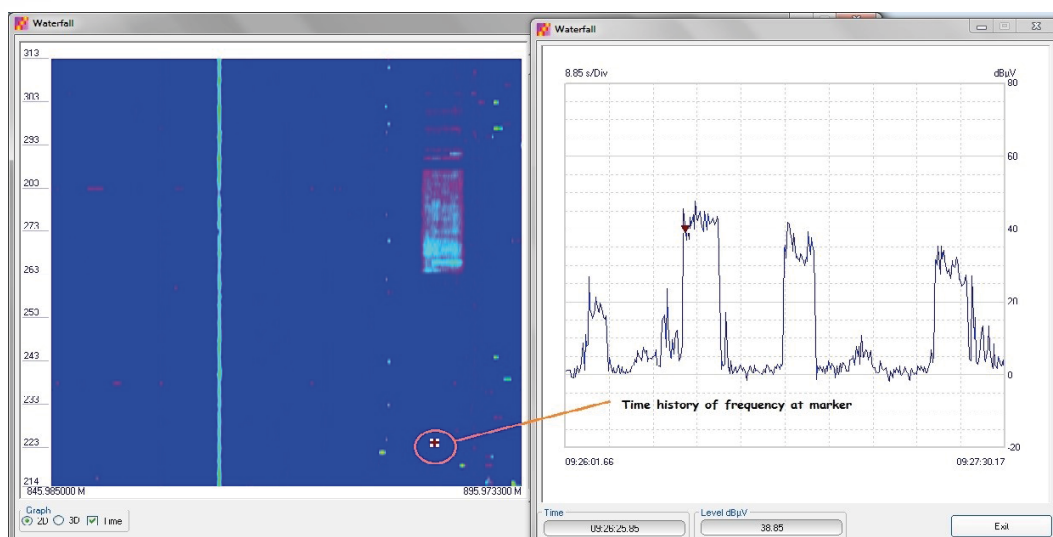 Waterfall
313
303
293
283
273
263
253
243
233
223
214
845.985000 M
895.973300 M
Graph
2D
3D
Time
Waterfall
8.85 s/Div
dBµV
80
60
40
20
0
-20
09:26:01.66
09:27:30.17
Time history of frequency at marker
Time
09:26:25.85
Level dBµV
38.85
Exit